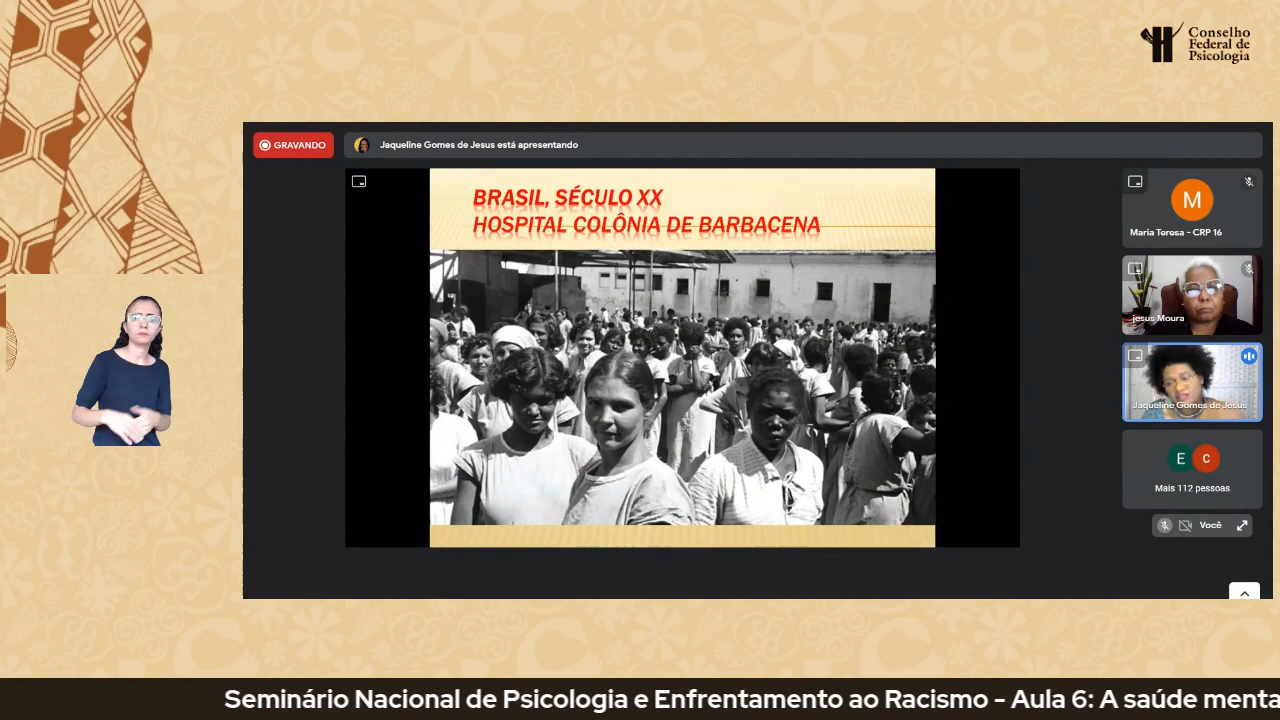 Conselho
Federal de
Psicologia
GRAVANDO
Jaqueline Gomes de Jesus está apresentando
BRASIL, SÉCULO XX
HOSPITAL COLÔNIA DE BARBACENA
M
Maria Teresa - CRP 16
jesus Moura
Jaqueline Gomes de Jesus
E C
Mais 112 pessoas
Você
Seminário Nacional de Psicologia e Enfrentamento ao Racismo - Aula 6: A saúde menta